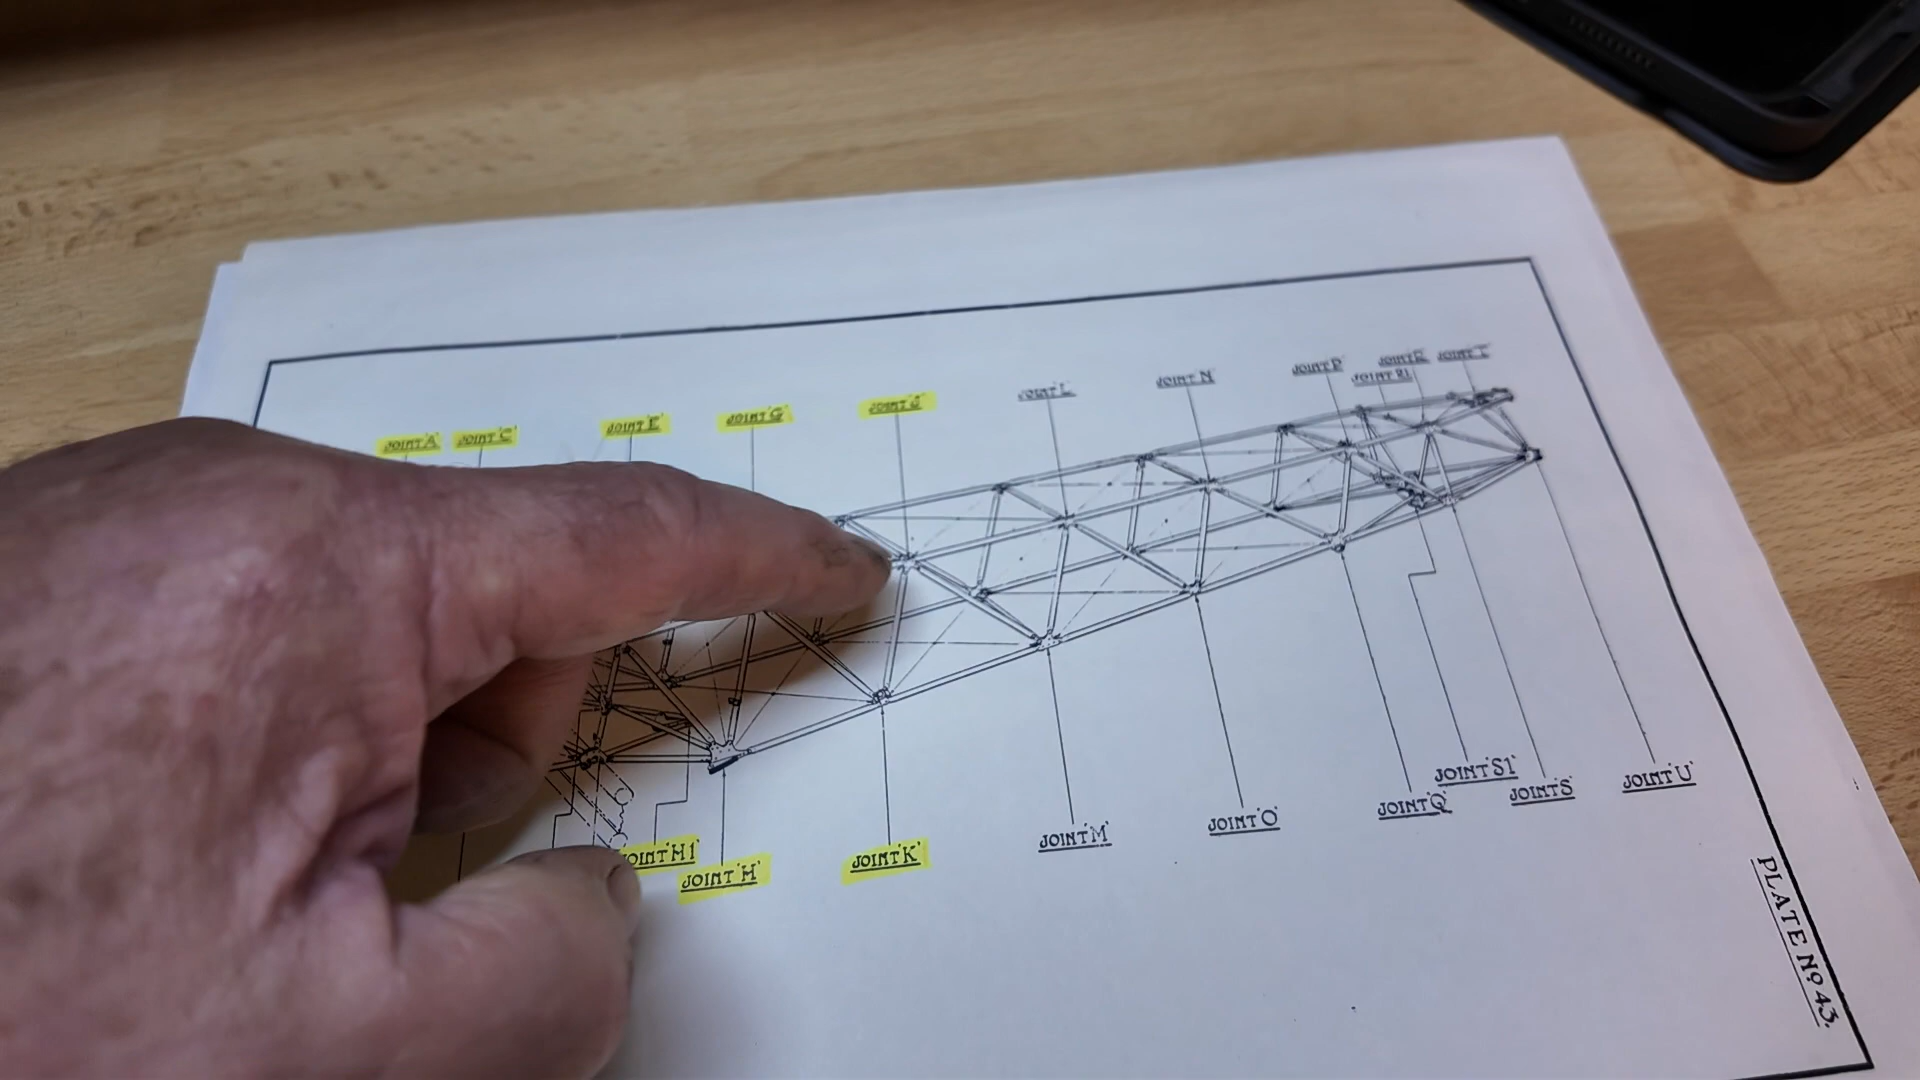 JOINT 'A'
JOINT 'C'
JOINT 'E'
JOINT 'G'
JOINT 'J'
JOINT 'L'
JOINT 'N'
JOINT 'P'
JOINT 'R1'
JOINT 'R'
JOINT 'T'
JOINT 'H1'
JOINT 'H'
JOINT 'K'
JOINT 'M'
JOINT 'O'
JOINT 'Q'
JOINT 'S1'
JOINT 'S'
JOINT 'U'
PLATE Nº 43.